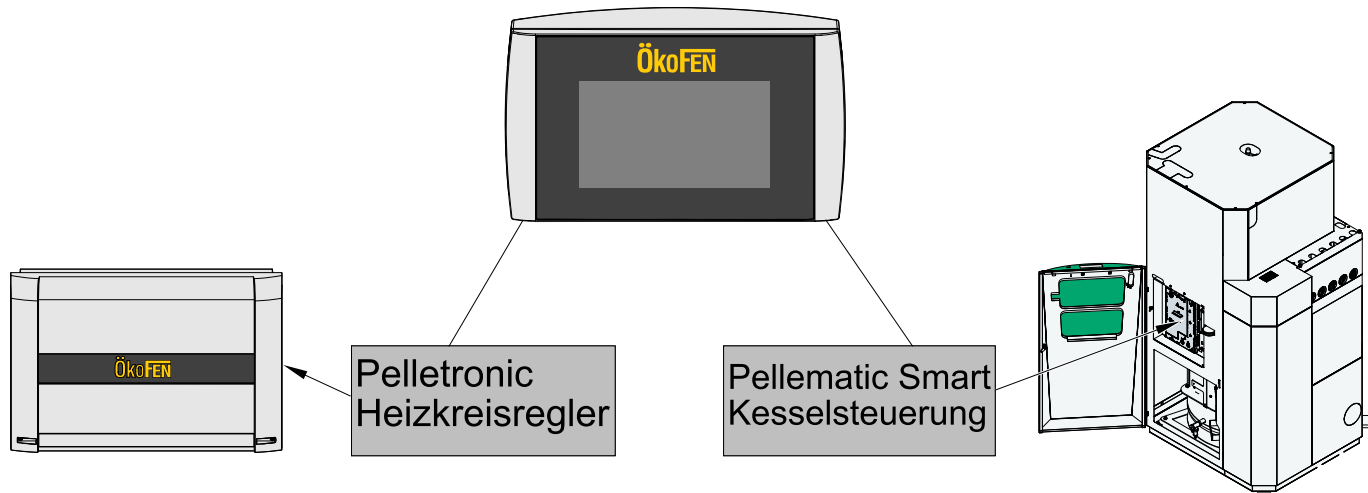 ÖkoFEN
ÖkoFEN
Pelletronic
Heizkreisregler
Pellematic Smart
Kesselsteuerung